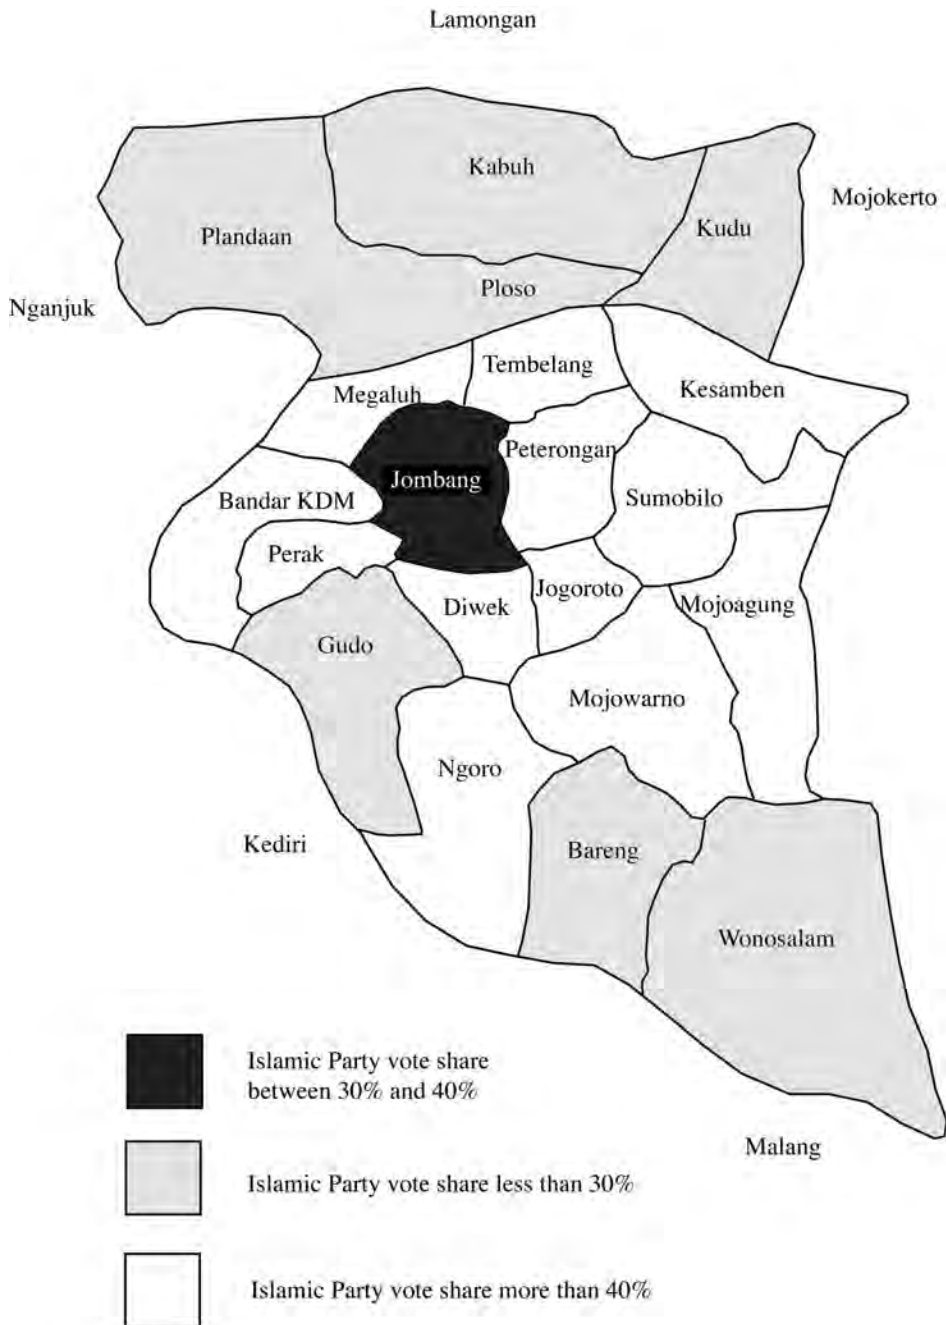 Lamongan
Kabuh
Mojokerto
Kudu
Plandaan
Ploso
Nganjuk
Tembelang
Kesamben
Megaluh
Peterongan
Jombang
Sumobilo
Bandar KDM
Perak
Jogoroto
Mojoagung
Diwek
Gudo
Mojowarno
Ngoro
Kediri
Bareng
Wonosalam
Islamic Party vote share
between 30% and 40%
Malang
Islamic Party vote share less than 30%
Islamic Party vote share more than 40%